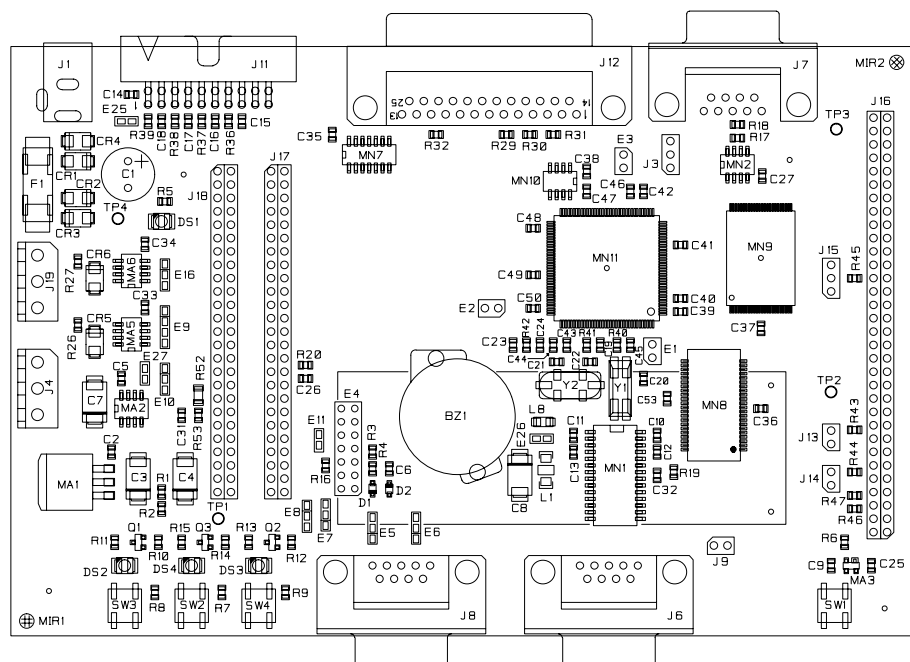 J1
J11
J12
J7
MIR2
J16
C14
E25
25
14
13
1
TP3
R39
C18
R38
C17
R37
C16
R36
C15
C35
R32
R29
R30
R31
E3
J3
R18
R17
CR4
F1
CR1
C1
CR2
CR3
TP4
J18
J17
MN7
MN10
C38
C46
C42
C47
MN2
C27
R5
DS1
C34
C48
C41
MN11
MN9
J19
R27
CR6
MA6
E16
C49
J15
R45
C33
C50
E2
C40
C39
CR5
MA5
E9
R26
E27
R42
C24
C43
R41
C19
R40
C45
E1
C37
C23
C44
C21
C22
R52
R20
C26
J4
C7
C5
MA2
E10
Y2
Y1
C20
C53
MN8
TP2
C36
E4
BZ1
L8
E26
C3
R53
E11
R3
R4
C11
C13
MN1
C10
C12
R43
J13
R44
C2
MA1
C3
C4
R16
C6
D1
D2
L1
C8
C32
R19
J14
R47
R46
R1
R2
TP1
E8
E7
E5
E6
Q1
R15
Q3
R13
Q2
R11
R10
R14
R12
J9
R6
DS2
DS4
DS3
C9
MA3
C25
SW3
R8
SW2
R7
SW4
R9
J8
J6
SW1
MIR1